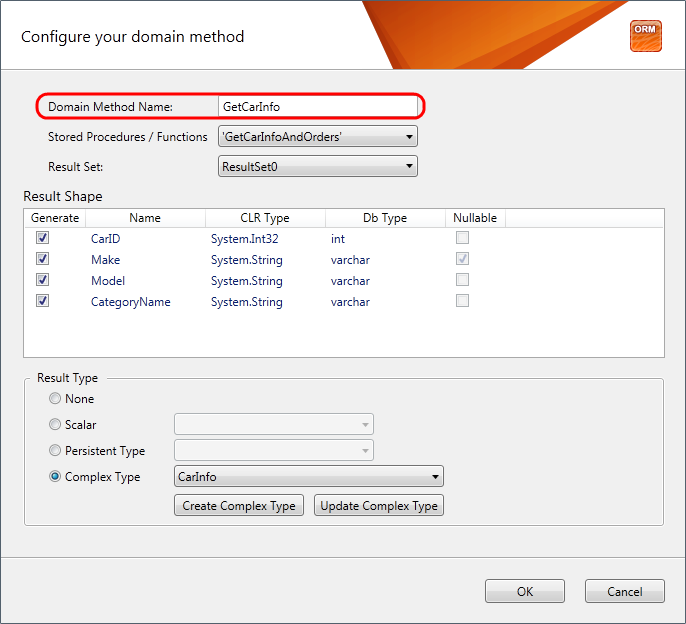 Configure your domain method
ORM
Domain Method Name: GetCarInfo
Stored Procedures / Functions 'GetCarInfoAndOrders'
Result Set: ResultSet0
Result Shape
Generate Name CLR Type Db Type Nullable
CarID System.Int32 int
Make System.String varchar
Model System.String varchar
CategoryName System.String varchar
Result Type
None
Scalar
Persistent Type
Complex Type CarInfo
Create Complex Type Update Complex Type
OK Cancel